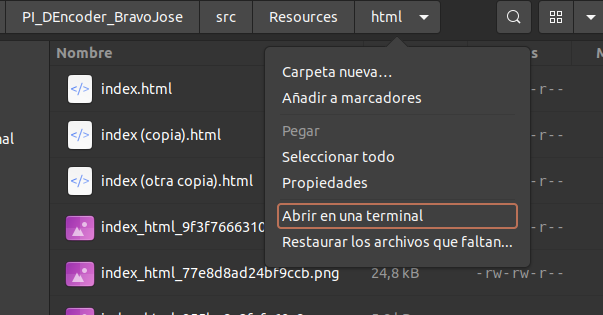 PI_DEncoder_BravoJose src Resources html
Nombre
Carpeta nueva...
index.html
-r--
Añadir a marcadores
index (copia).html
Pegar
-r--
Seleccionar todo
index (otra copia).html
Propiedades
-r--
Abrir en una terminal
index_html_9f3f7666310
-r--
Restaurar los archivos que faltan...
index_html_77e8d8ad24bf9ccb.png 24,8 kB -rw-rw-r--